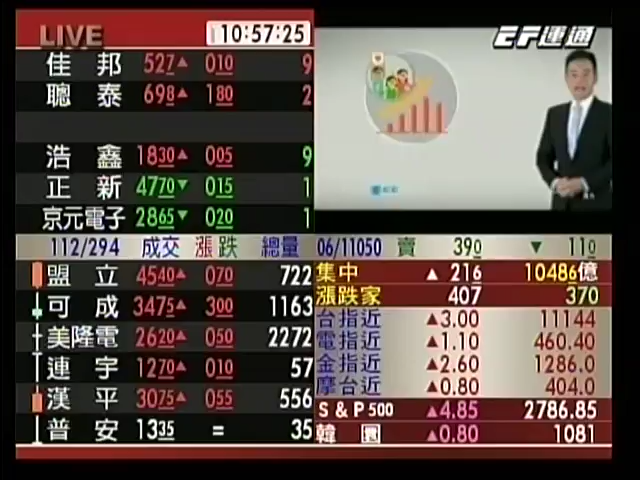 LIVE 10:57:25
EF運通
佳邦 527▲ 010 9
聰泰 698▲ 180 2
浩鑫 1830▲ 005 9
正新 4770▼ 015 1
京元電子 2865▼ 020 1
112/294 成交 漲跌 總量
盟立 4540▲ 070 722
可成 3475▲ 300 1163
美隆電 2620▲ 050 2272
連宇 1270▲ 010 57
漢平 3075▲ 055 556
普安 1335 = 35
06/11050 賣 390 ▼ 110
集中 ▲ 216 10486億
漲跌家 407 370
台指近 ▲3.00 11144
電指近 ▲1.10 460.40
金指近 ▲2.60 1286.0
摩台近 ▲0.80 404.0
S & P 500 ▲4.85 2786.85
韓 ▲0.80 1081